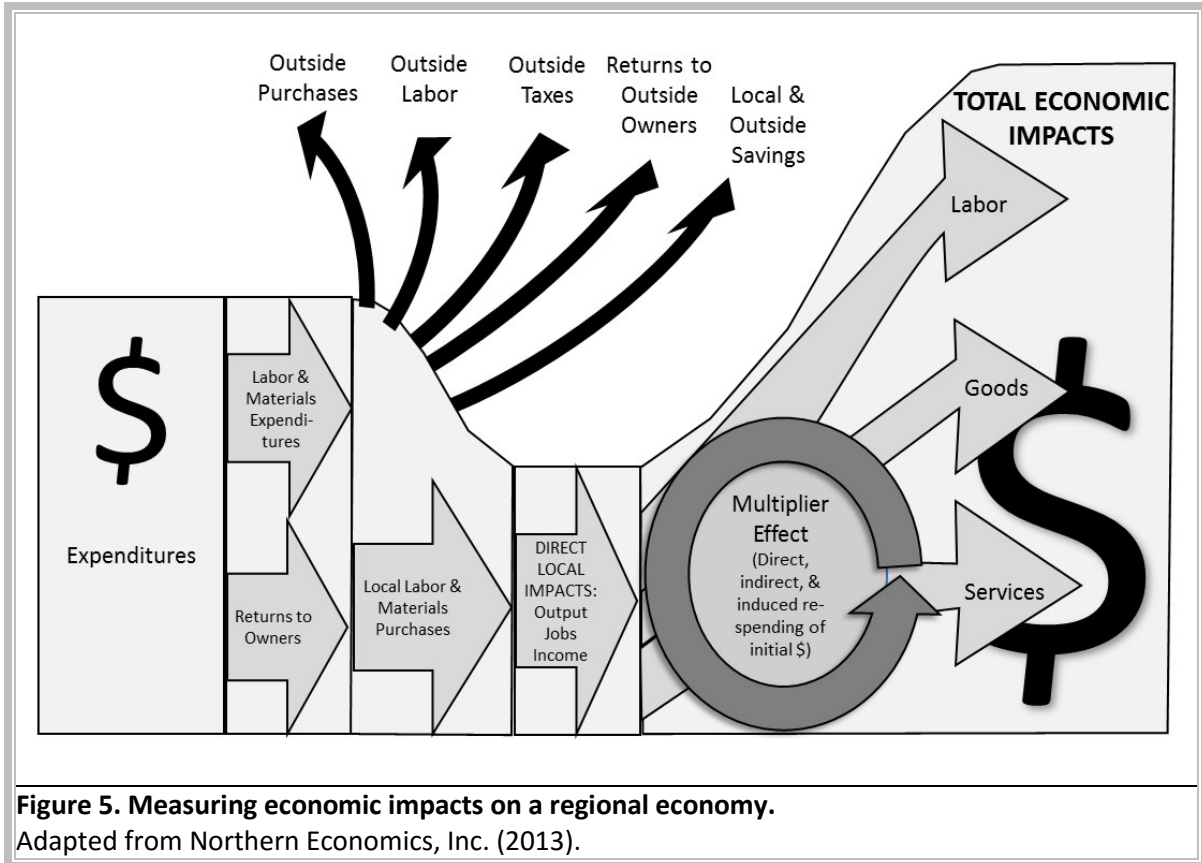 Outside
Purchases
Outside
Labor
Outside
Taxes
Returns to
Outside
Owners
Local &
Outside
Savings
TOTAL ECONOMIC
IMPACTS
$
Expenditures
Labor &
Materials
Expendi-
tures
Returns to
Owners
Local Labor &
Materials
Purchases
DIRECT
LOCAL
IMPACTS:
Output
Jobs
Income
Multiplier
Effect
(Direct,
indirect, &
induced re-
spending of
initial $)
Labor
Goods
Services
$
Figure 5. Measuring economic impacts on a regional economy.
Adapted from Northern Economics, Inc. (2013).